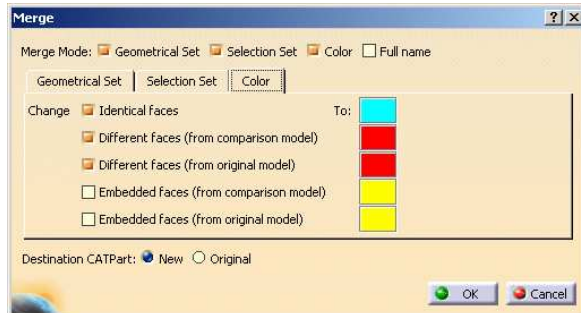 Merge
Merge Mode: Geometrical Set Selection Set Color Full name
Geometrical Set Selection Set Color
Change Identical faces To:
Different faces (from comparison model)
Different faces (from original model)
Embedded faces (from comparison model)
Embedded faces (from original model)
Destination CATPart: New Original
OK Cancel